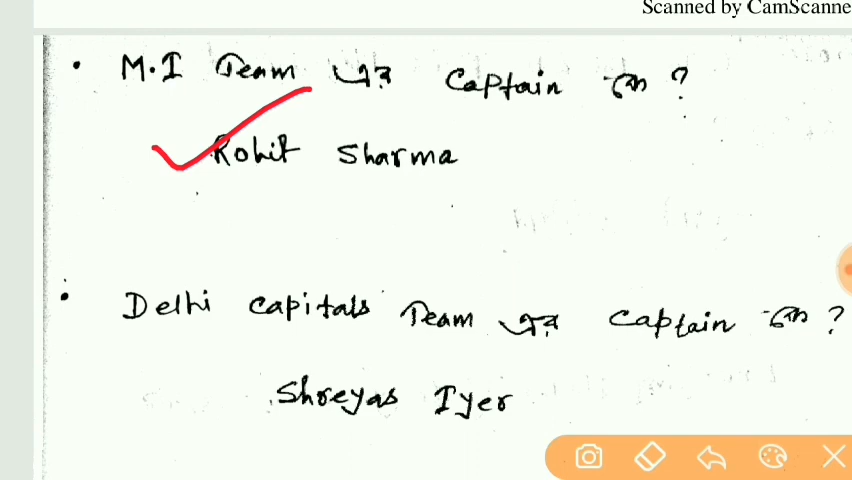 Scanned by CamScanne
• M.I Team এর Captain কে ?
Rohit Sharma
• Delhi Capitals Team এর Captain কে ?
Shreyas Iyer